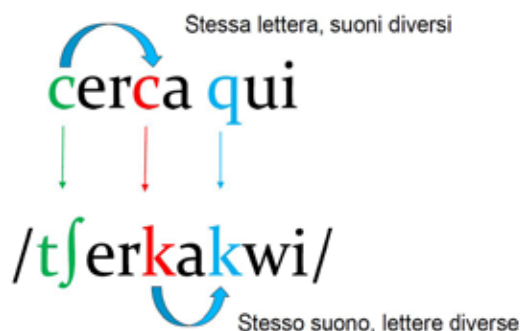 Stessa lettera, suoni diversi
cerca qui
/tʃerkakwi/
Stesso suono, lettere diverse